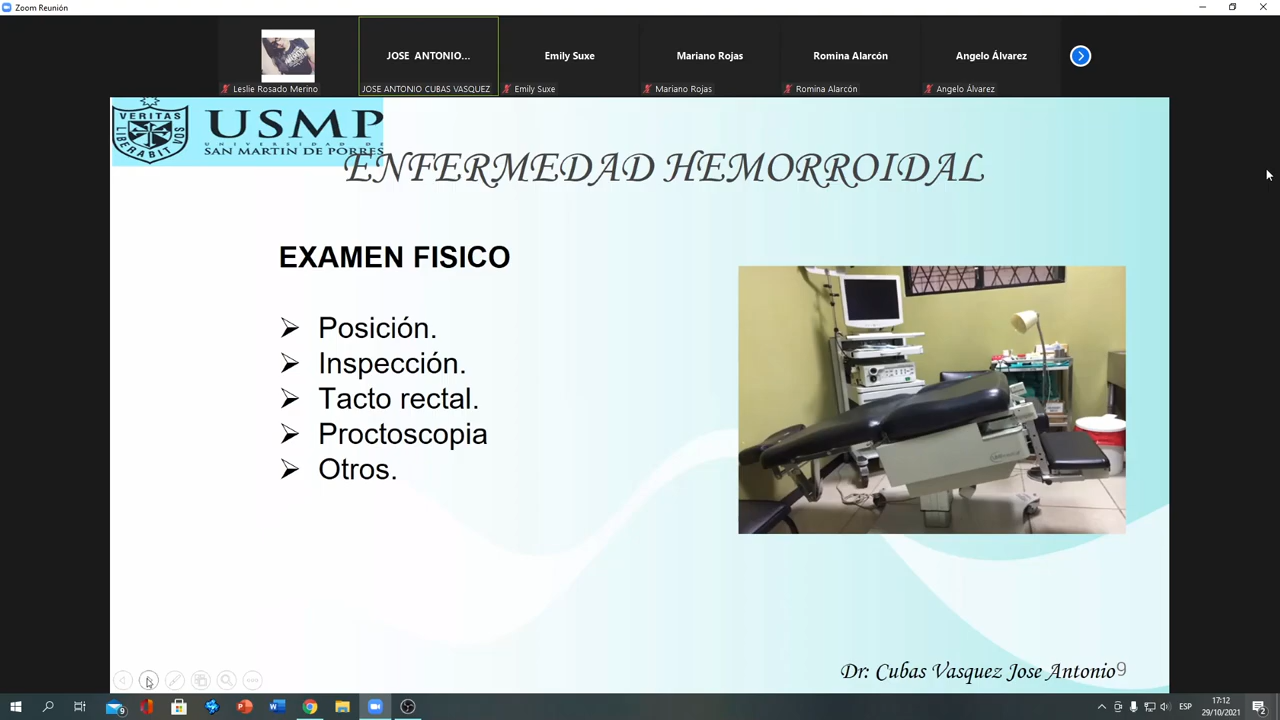 Zoom Reunión
JOSE ANTONIO...
Emily Suxe
Mariano Rojas
Romina Alarcón
Angelo Álvarez
Leslie Rosado Merino
JOSE ANTONIO CUBAS VASQUEZ
Emily Suxe
Mariano Rojas
Romina Alarcón
Angelo Álvarez
VERITAS
LIBERABIT VOS
USMP
UNIVERSIDAD DE
SAN MARTIN DE PORRES
ENFERMEDAD HEMORROIDAL
EXAMEN FISICO
➢ Posición.
➢ Inspección.
➢ Tacto rectal.
➢ Proctoscopia
➢ Otros.
Dr: Cubas Vasquez Jose Antonio
9
9
ESP
17:12
29/10/2021
2